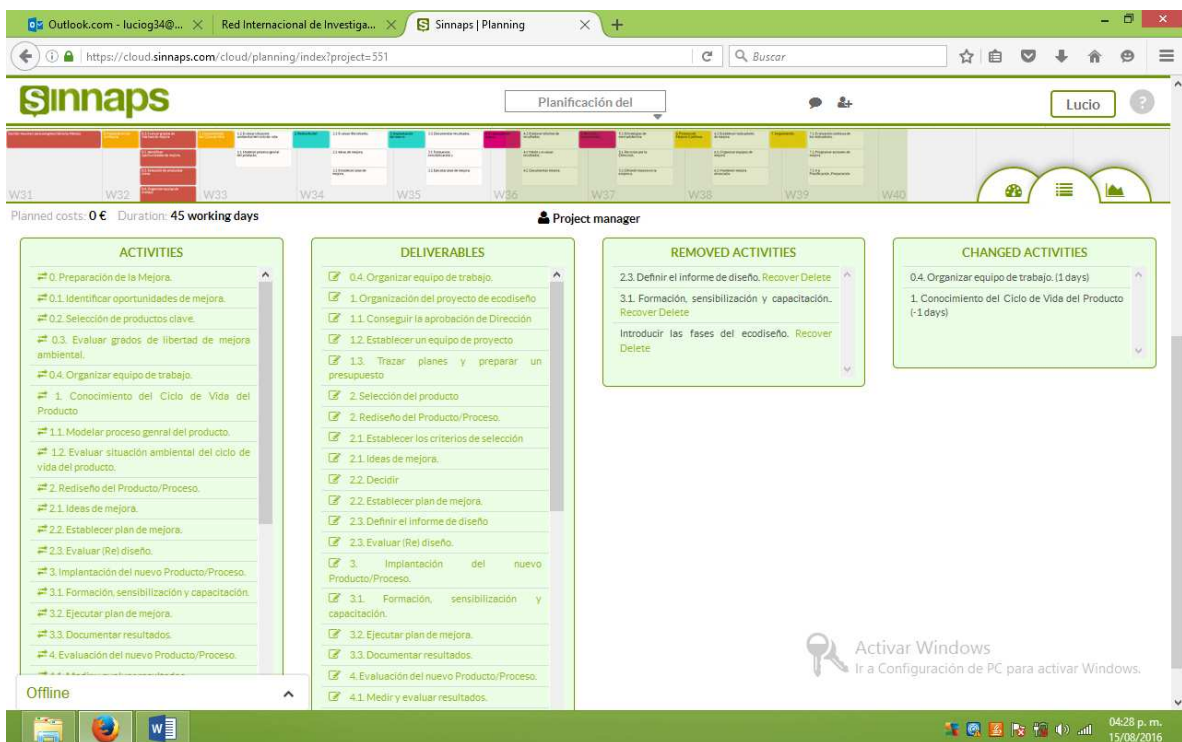 Outlook.com - luciog34@...
Red Internacional de Investiga...
Sinnaps | Planning
https://cloud.sinnaps.com/cloud/planning/index?project=551
Buscar
Sinnaps
Planificación del
Lucio
?
W31 W32 W33 W34 W35 W36 W37 W38 W39 W40
Planned costs: 0 € Duration: 45 working days
Project manager
ACTIVITIES
0. Preparación de la Mejora.
0.1. Identificar oportunidades de mejora.
0.2. Selección de productos clave.
0.3. Evaluar grados de libertad de mejora
ambiental.
0.4. Organizar equipo de trabajo.
1. Conocimiento del Ciclo de Vida del
Producto
1.1. Modelar proceso genral del producto.
1.2. Evaluar situación ambiental del ciclo de
vida del producto.
2. Rediseño del Producto/Proceso.
2.1. Ideas de mejora.
2.2. Establecer plan de mejora.
2.3. Evaluar (Re) diseño.
3. Implantación del nuevo Producto/Proceso.
3.1. Formación, sensibilización y capacitación.
3.2. Ejecutar plan de mejora.
3.3. Documentar resultados.
4. Evaluación del nuevo Producto/Proceso.
Offline
DELIVERABLES
0.4. Organizar equipo de trabajo.
1. Organización del proyecto de ecodiseño
1.1. Conseguir la aprobación de Dirección
1.2. Establecer un equipo de proyecto
1.3. Trazar planes y preparar un
presupuesto
2. Selección del producto
2. Rediseño del Producto/Proceso.
2.1. Establecer los criterios de selección
2.1. Ideas de mejora.
2.2. Decidir
2.2. Establecer plan de mejora.
2.3. Definir el informe de diseño
2.3. Evaluar (Re) diseño.
3. Implantación del nuevo
Producto/Proceso.
3.1. Formación, sensibilización y
capacitación.
3.2. Ejecutar plan de mejora.
3.3. Documentar resultados.
4. Evaluación del nuevo Producto/Proceso.
4.1. Medir y evaluar resultados.
REMOVED ACTIVITIES
2.3. Definir el informe de diseño. Recover Delete
3.1. Formación, sensibilización y capacitación..
Recover Delete
Introducir las fases del ecodiseño. Recover
Delete
CHANGED ACTIVITIES
0.4. Organizar equipo de trabajo. (1 days)
1. Conocimiento del Ciclo de Vida del Producto
(-1 days)
Activar Windows
Ir a Configuración de PC para activar Windows.
04:28 p. m.
15/08/2016